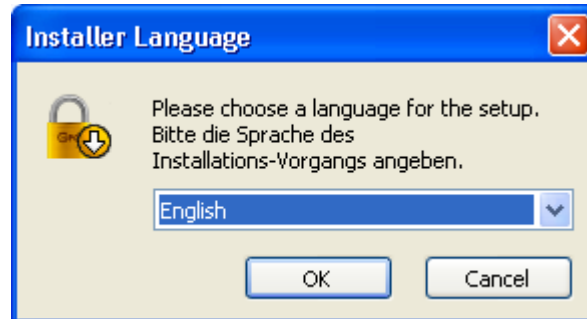 Installer Language
Please choose a language for the setup.
Bitte die Sprache des
Installations-Vorgangs angeben.
English
OK
Cancel